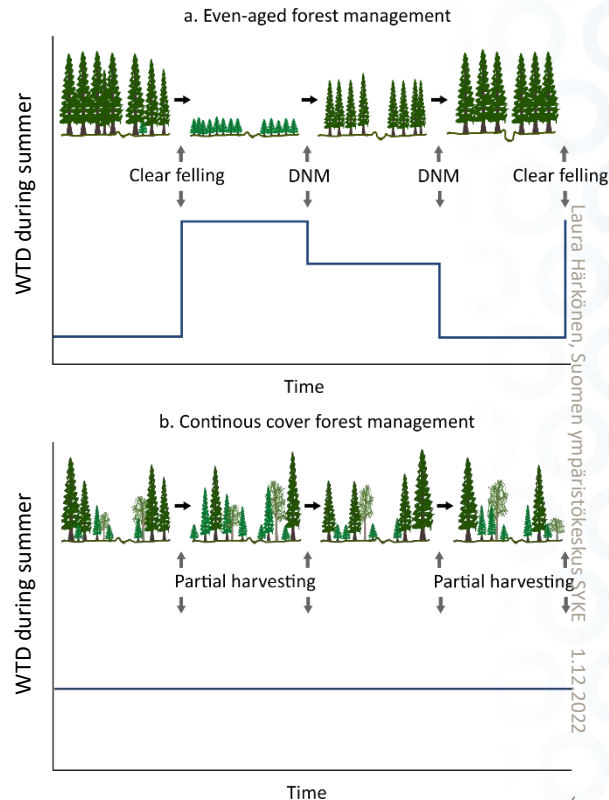 a. Even-aged forest management
WTD during summer
Clear felling
DNM
DNM
Clear felling
Time
b. Continous cover forest management
WTD during summer
Partial harvesting
Partial harvesting
Time
Laura Härkönen, Suomen ympäristökeskus SYKE 1.12.2022